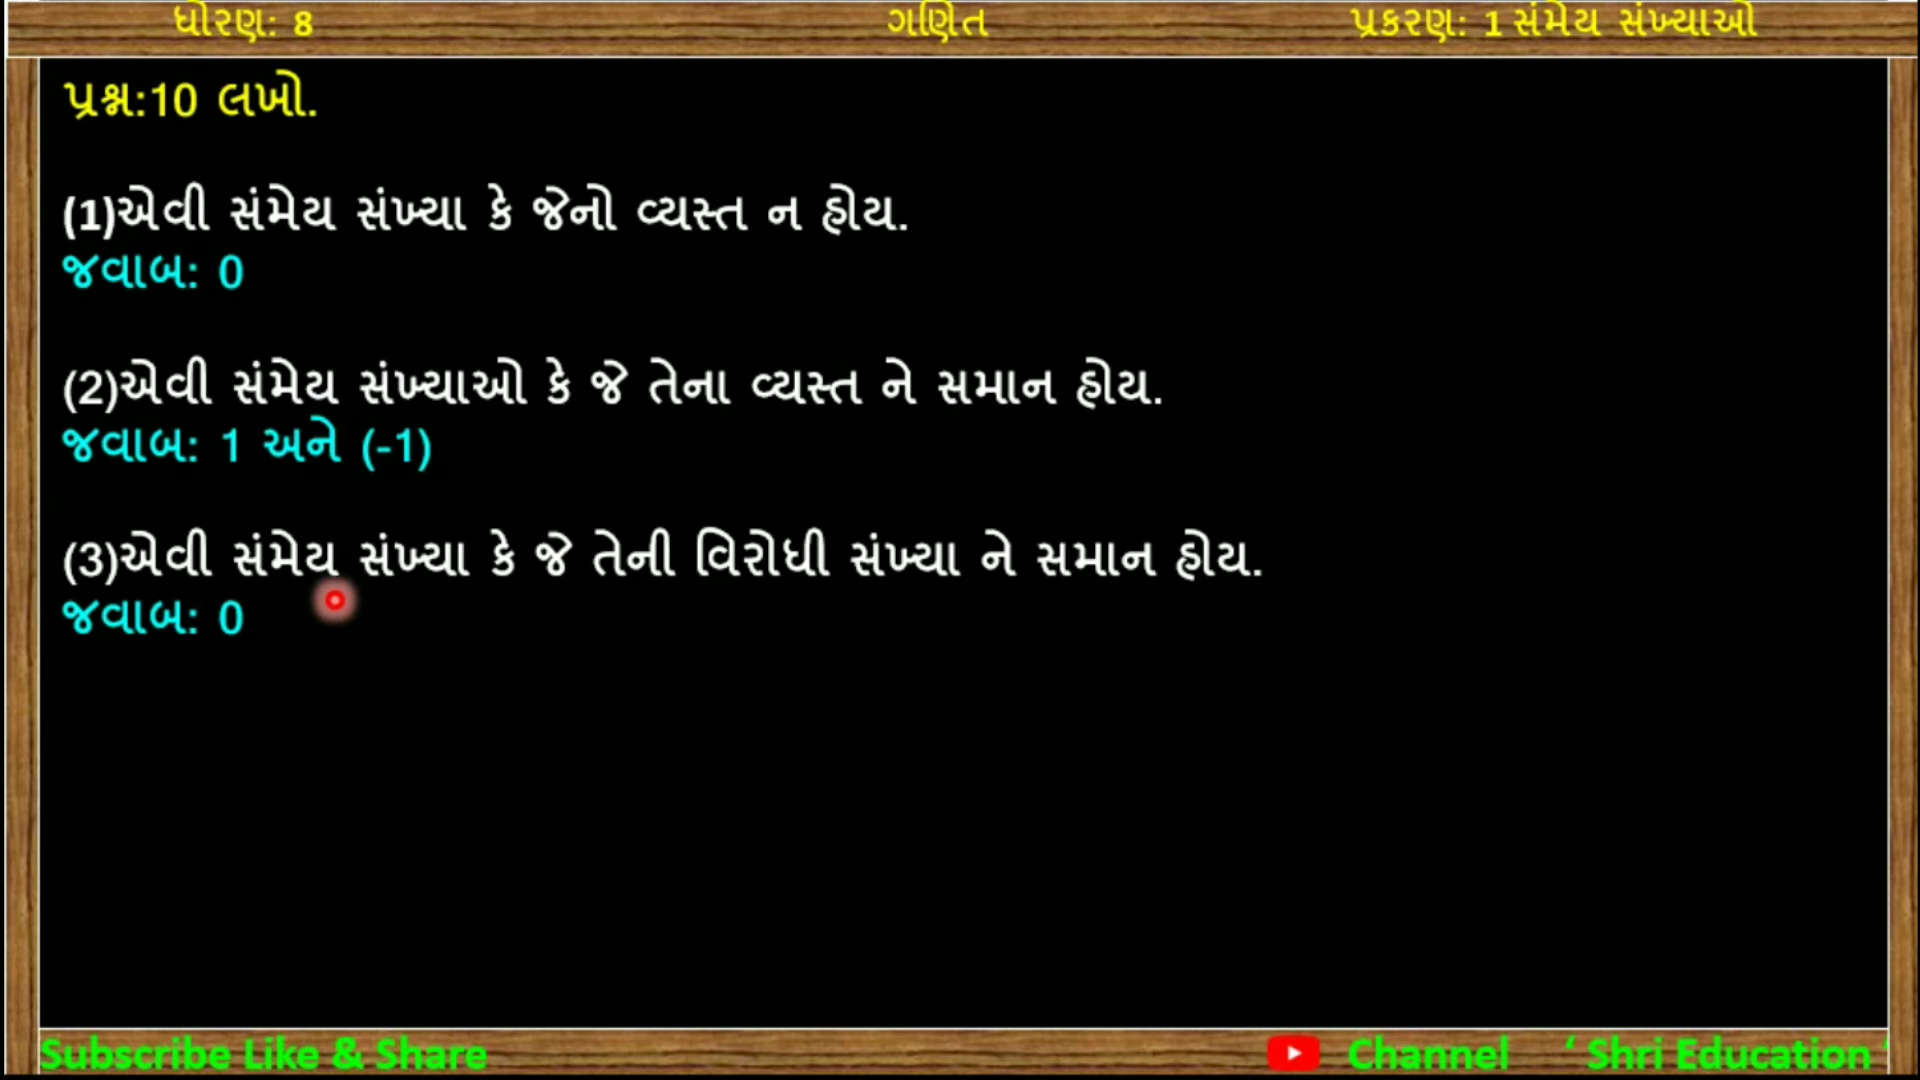 ધોરણ: 8 ગણિત પ્રકરણ: 1 સંમેય સંખ્યાઓ
પ્રશ્ન:10 લખો.
(1)એવી સંમેય સંખ્યા કે જેનો વ્યસ્ત ન હોય.
જવાબ: 0
(2)એવી સંમેય સંખ્યાઓ કે જે તેના વ્યસ્ત ને સમાન હોય.
જવાબ: 1 અને (-1)
(3)એવી સંમેય સંખ્યા કે જે તેની વિરોધી સંખ્યા ને સમાન હોય.
જવાબ: 0
Subscribe Like & Share Channel ‘ Shri Education ‘